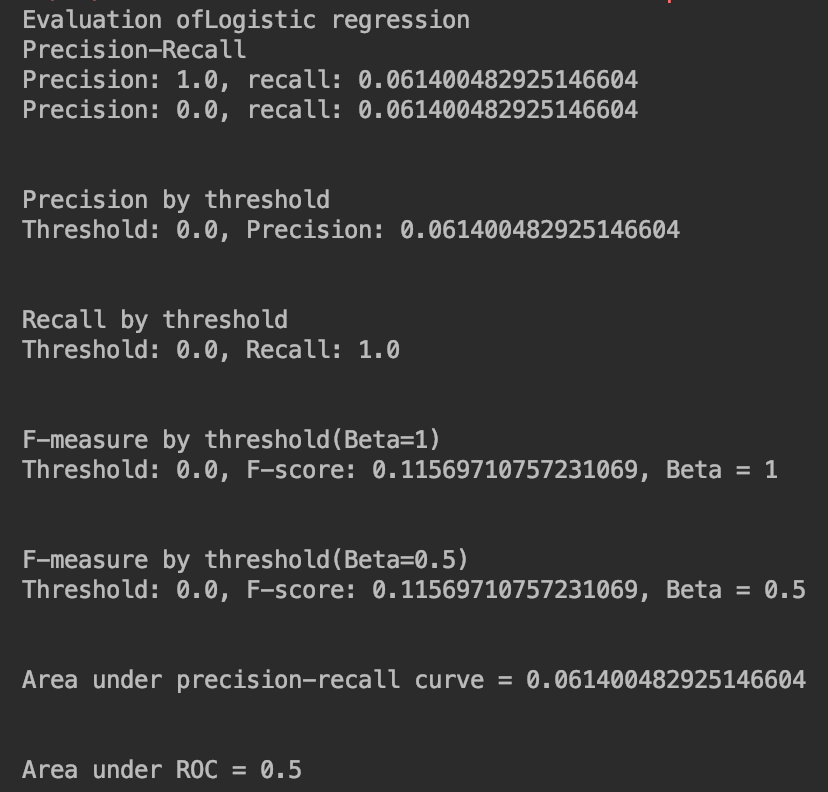 Evaluation ofLogistic regression
Precision-Recall
Precision: 1.0, recall: 0.061400482925146604
Precision: 0.0, recall: 0.061400482925146604
Precision by threshold
Threshold: 0.0, Precision: 0.061400482925146604
Recall by threshold
Threshold: 0.0, Recall: 1.0
F-measure by threshold(Beta=1)
Threshold: 0.0, F-score: 0.11569710757231069, Beta = 1
F-measure by threshold(Beta=0.5)
Threshold: 0.0, F-score: 0.11569710757231069, Beta = 0.5
Area under precision-recall curve = 0.061400482925146604
Area under ROC = 0.5